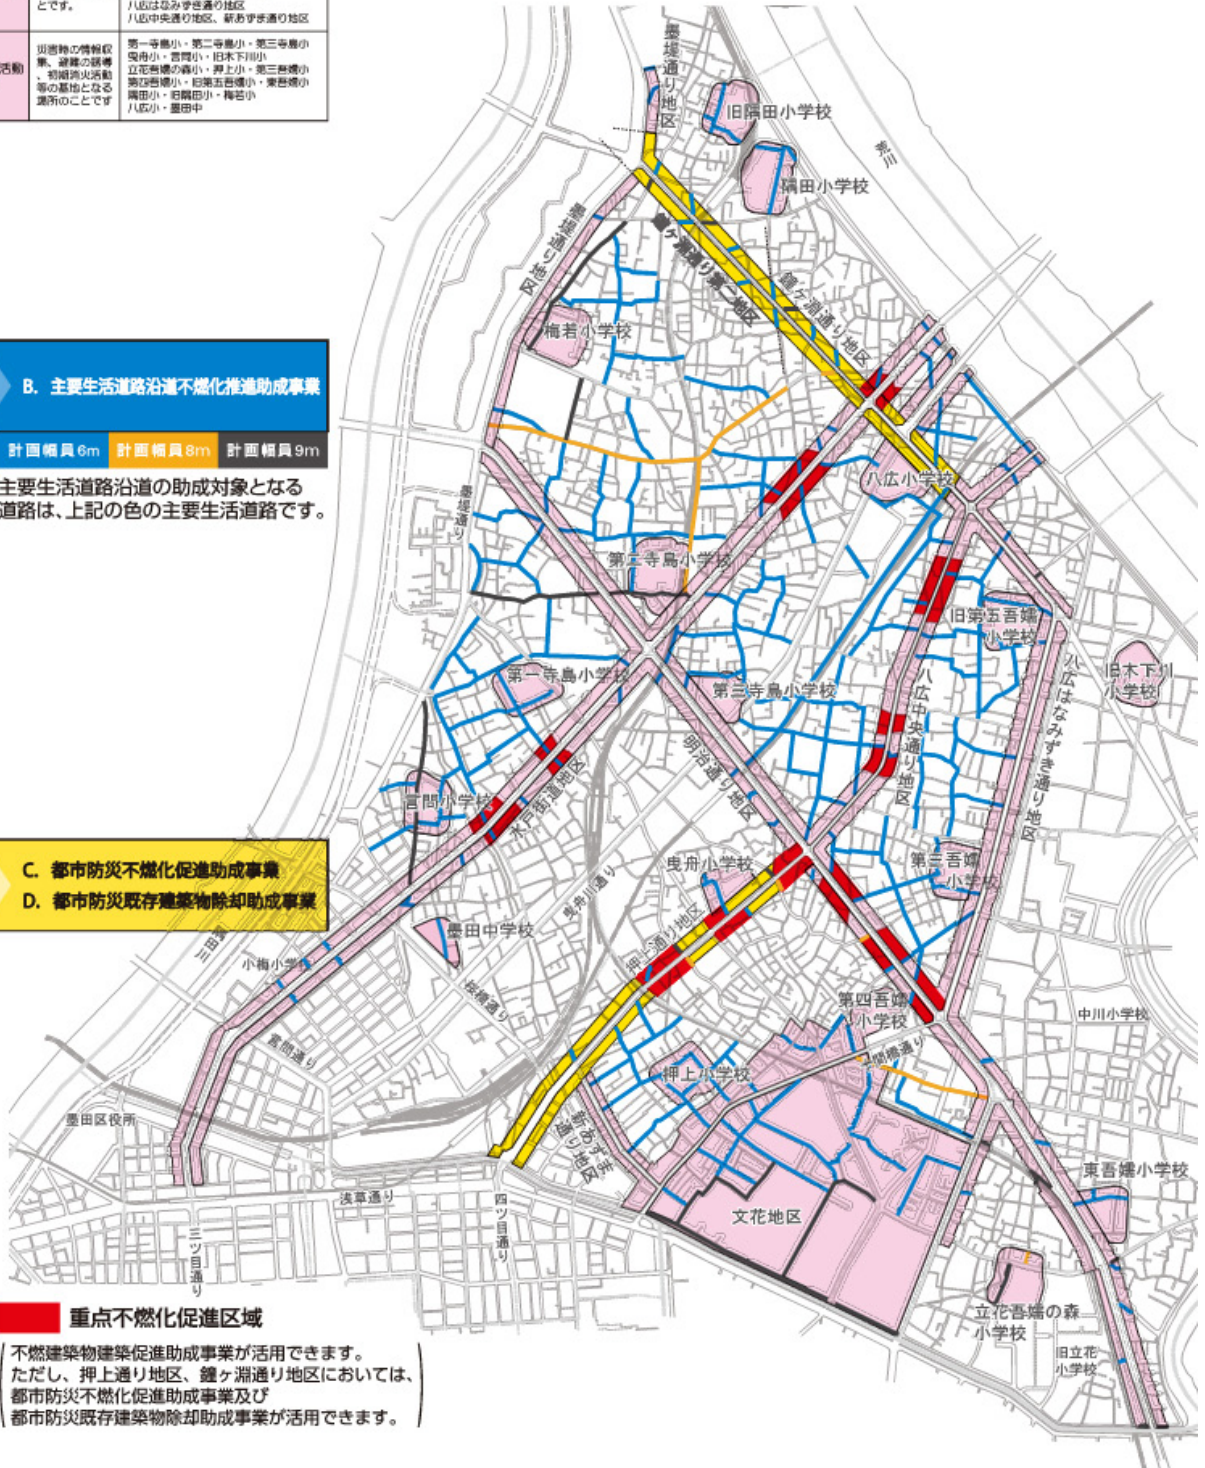 とです。
八広はなみずき通り地区
八広中央通り地区、新あずま通り地区
活動
災害時の情報収
集、避難の誘導
、初期消火活動
等の基地となる
場所のことです
第一寺島小・第二寺島小・第三寺島小
曳舟小・言問小・旧木下川小
立花吾嬬の森小・押上小・第三吾嬬小
第四吾嬬小・旧第五吾嬬小・東吾嬬小
隅田小・旧隅田小・梅若小
八広小・墨田中
墨堤通り地区
旧隅田小学校
荒川
隅田小学校
墨堤通り地区
鐘ヶ淵通り第二地区
鐘ヶ淵通り地区
梅若小学校
B. 主要生活道路沿道不燃化推進助成事業
計画幅員6m
計画幅員8m
計画幅員9m
主要生活道路沿道の助成対象となる
道路は、上記の色の主要生活道路です。
八広小学校
墨堤通り
第二寺島小学校
旧第五吾嬬
小学校
第一寺島小学校
第三寺島小学校
旧木下川
小学校
八広中央通り地区
八広はなみずき通り地区
明治通り地区
水戸街道地区
言問小学校
曳舟小学校
第三吾嬬
小学校
C. 都市防災不燃化促進助成事業
D. 都市防災既存建築物除却助成事業
曳舟川通り
墨田中学校
押上通り地区
隅田川
小梅小学校
桜橋通り
第四吾嬬
小学校
中川小学校
言問通り
押上小学校
十間橋通り
墨田区役所
新あずま
通り地区
東吾嬬小学校
浅草通り
四ツ目通り
三ツ目通り
文花地区
重点不燃化促進区域
立花吾嬬の森
小学校
旧立花
小学校
不燃建築物建築促進助成事業が活用できます。
ただし、押上通り地区、鐘ヶ淵通り地区においては、
都市防災不燃化促進助成事業及び
都市防災既存建築物除却助成事業が活用できます。